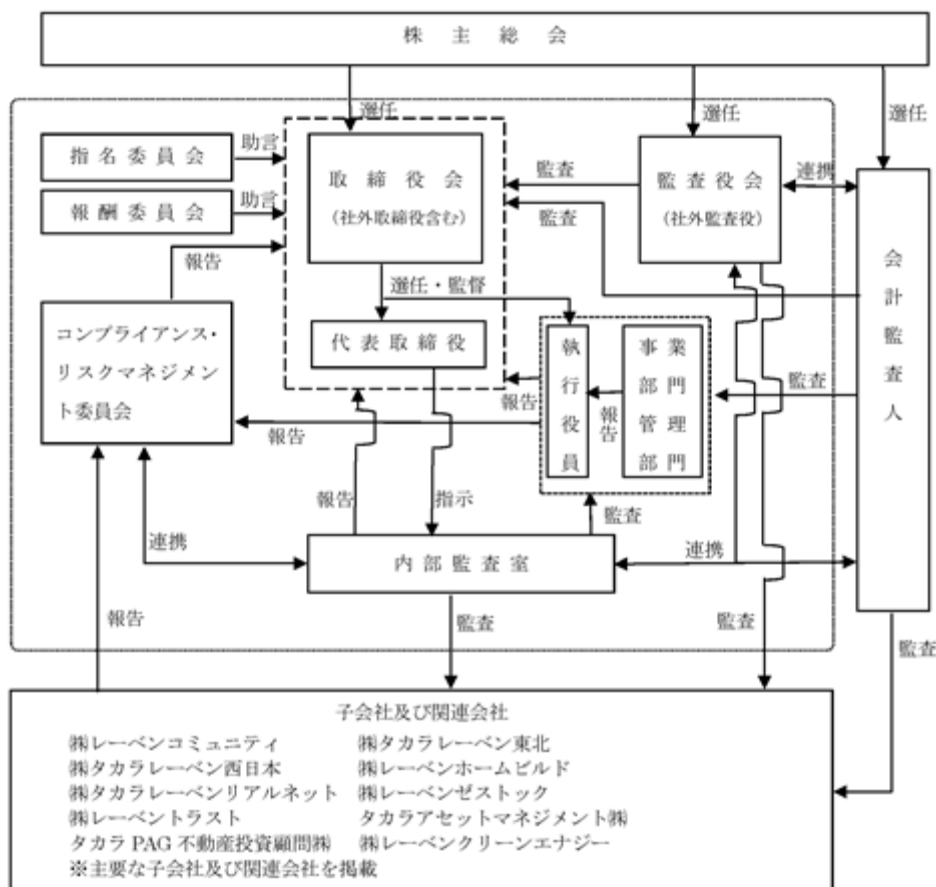 株主総会
選任
選任
選任
指名委員会
助言
報酬委員会
助言
取締役会
(社外取締役含む)
監査
監査
監査役会
(社外監査役)
連携
会計監査人
報告
選任・監督
代表取締役
コンプライアンス・
リスクマネジメン
ト委員会
執行役員
報告
事業部門管理部門
監査
報告
報告
報告
指示
監査
連携
内部監査室
連携
報告
監査
監査
監査
子会社及び関連会社
㈱レーベンコミュニティ ㈱タカラレーベン東北
㈱タカラレーベン西日本 ㈱レーベンホームビルド
㈱タカラレーベンリアルネット ㈱レーベンゼストック
㈱レーベントラスト タカラアセットマネジメント㈱
タカラ PAG 不動産投資顧問㈱ ㈱レーベンクリーンエナジー
※主要な子会社及び関連会社を掲載